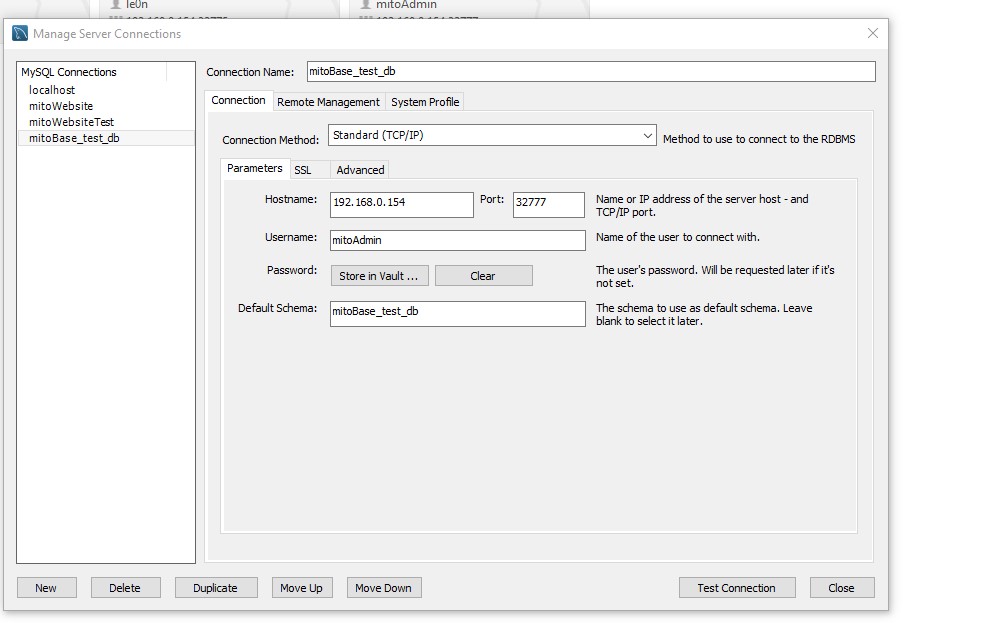 le0n
mitoAdmin
Manage Server Connections
MySQL Connections
localhost
mitoWebsite
mitoWebsiteTest
mitoBase_test_db
Connection Name:
mitoBase_test_db
Connection
Remote Management
System Profile
Connection Method:
Standard (TCP/IP)
Method to use to connect to the RDBMS
Parameters
SSL
Advanced
Hostname:
192.168.0.154
Port:
32777
Name or IP address of the server host - and
TCP/IP port.
Username:
mitoAdmin
Name of the user to connect with.
Password:
Store in Vault ...
Clear
The user's password. Will be requested later if it's
not set.
Default Schema:
mitoBase_test_db
The schema to use as default schema. Leave
blank to select it later.
New
Delete
Duplicate
Move Up
Move Down
Test Connection
Close